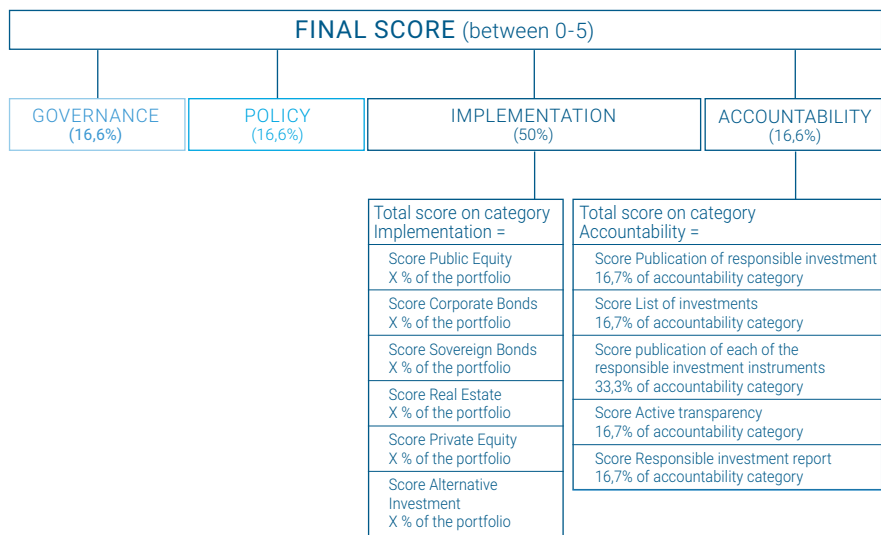 FINAL SCORE (between 0-5)
GOVERNANCE
(16,6%)
POLICY
(16,6%)
IMPLEMENTATION
(50%)
ACCOUNTABILITY
(16,6%)
Total score on category
Implementation =
Score Public Equity
X % of the portfolio
Score Corporate Bonds
X % of the portfolio
Score Sovereign Bonds
X % of the portfolio
Score Real Estate
X % of the portfolio
Score Private Equity
X % of the portfolio
Score Alternative
Investment
X % of the portfolio
Total score on category
Accountability =
Score Publication of responsible investment
16,7% of accountability category
Score List of investments
16,7% of accountability category
Score publication of each of the
responsible investment instruments
33,3% of accountability category
Score Active transparency
16,7% of accountability category
Score Responsible investment report
16,7% of accountability category